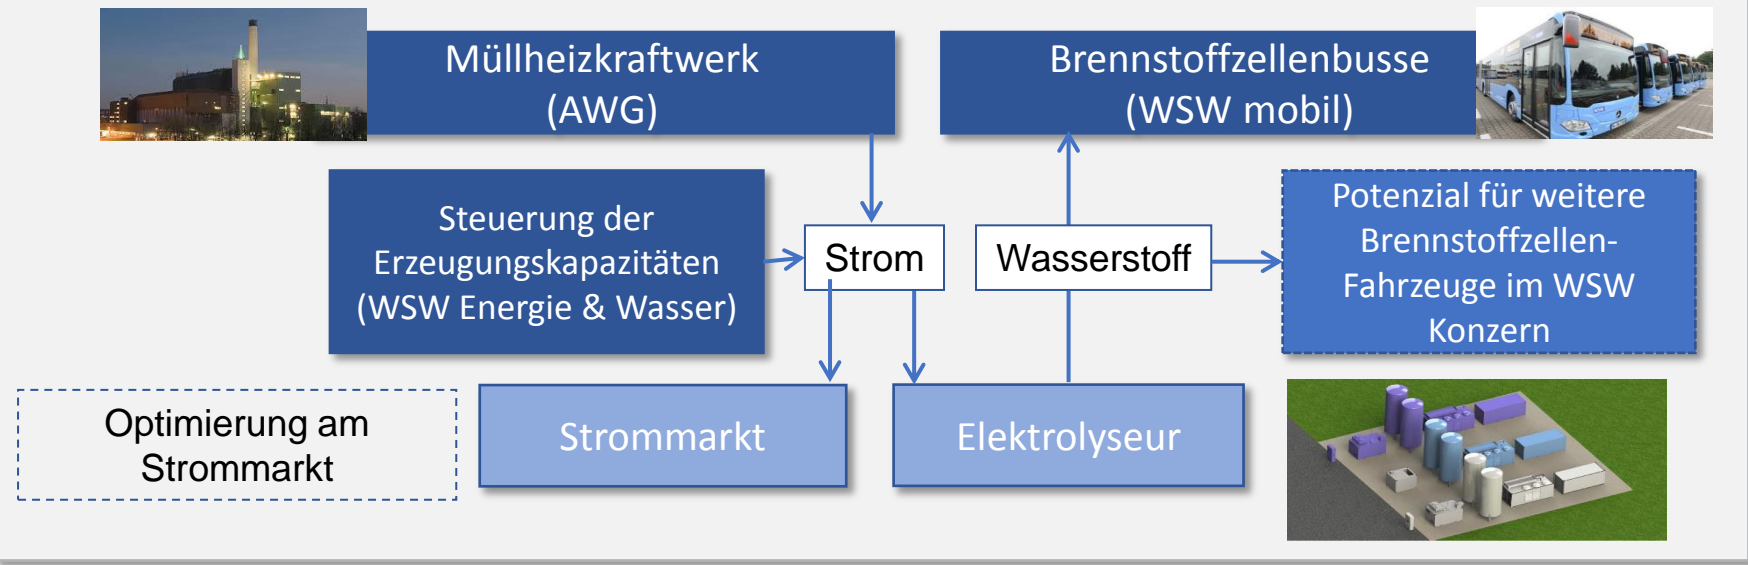 Müllheizkraftwerk
(AWG)
Brennstoffzellenbusse
(WSW mobil)
Steuerung der
Erzeugungskapazitäten
(WSW Energie & Wasser)
Strom
Wasserstoff
Potenzial für weitere
Brennstoffzellen-
Fahrzeuge im WSW
Konzern
Optimierung am
Strommarkt
Strommarkt
Elektrolyseur